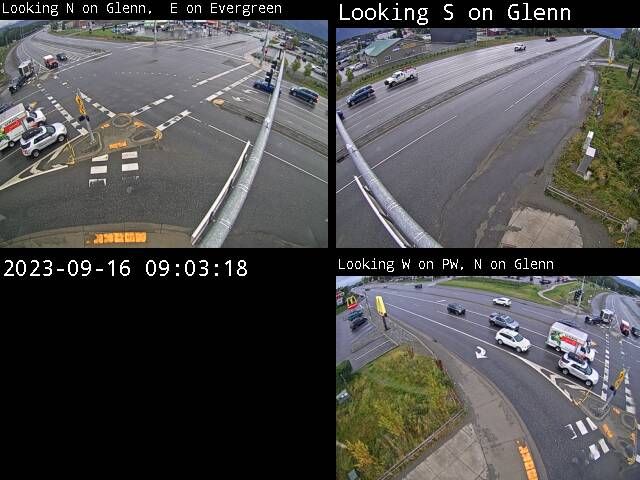 Looking N on Glenn, E on Evergreen
Looking S on Glenn
2023-09-16 09:03:18
Looking W on PW, N on Glenn